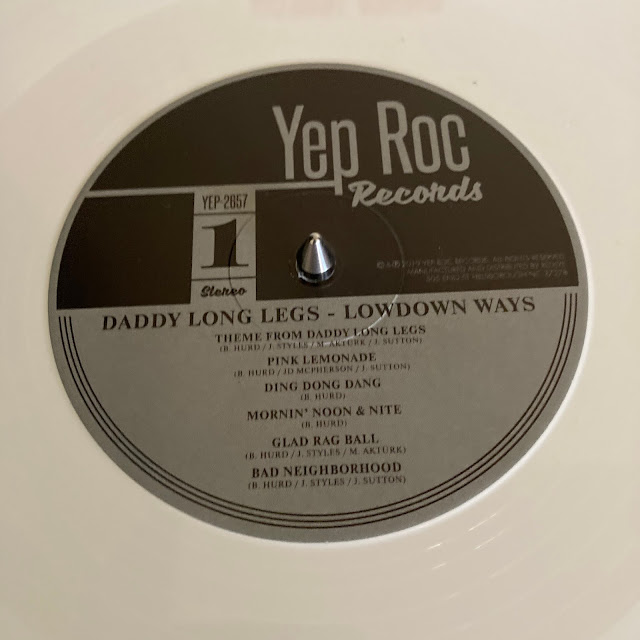 Yep Roc
Records
YEP-2657
1
Stereo
DADDY LONG LEGS - LOWDOWN WAYS
THEME FROM DADDY LONG LEGS
(B. HURD / J. STYLES / M. AKTÜRK / J. SUTTON)
PINK LEMONADE
(B. HURD / JD MCPHERSON / J. SUTTON)
DING DONG DANG
(B. HURD)
MORNIN' NOON & NITE
(B. HURD)
GLAD RAG BALL
(B. HURD / J. STYLES / M. AKTÜRK)
BAD NEIGHBORHOOD
(B. HURD / J. STYLES / J. SUTTON)